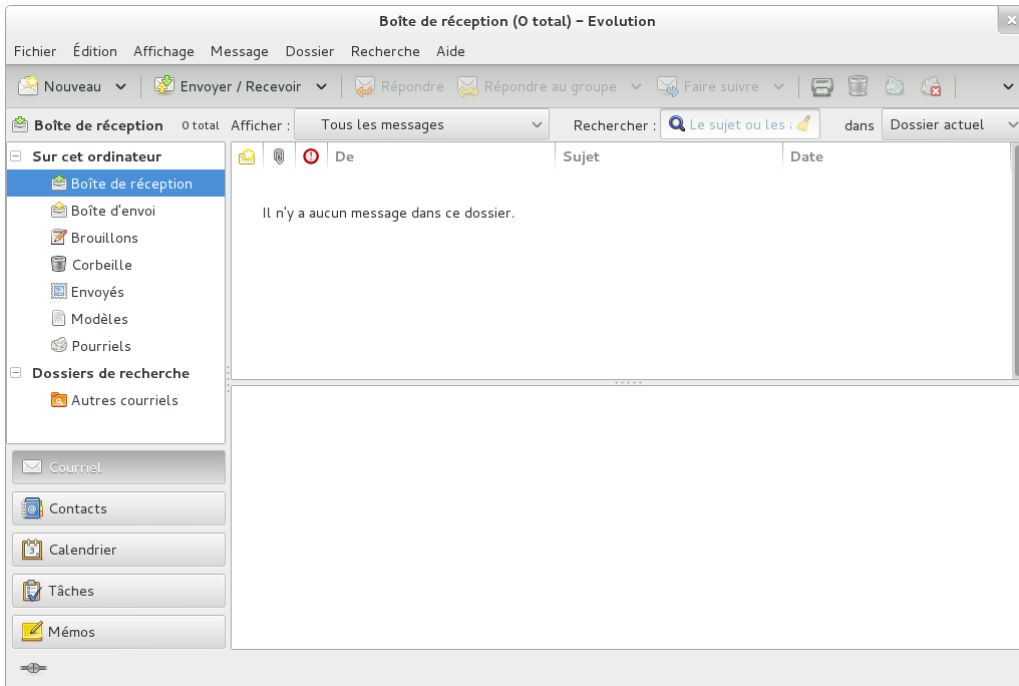 Boîte de réception (0 total) – Evolution
Fichier Édition Affichage Message Dossier Recherche Aide
Nouveau Envoyer / Recevoir Répondre Répondre au groupe Faire suivre
Boîte de réception 0 total Afficher : Tous les messages Rechercher : Le sujet ou les dans Dossier actuel
Sur cet ordinateur
De Sujet Date
Boîte de réception
Boîte d'envoi
Il n'y a aucun message dans ce dossier.
Brouillons
Corbeille
Envoyés
Modèles
Pourriels
Dossiers de recherche
Autres courriels
Courriel
Contacts
Calendrier
Tâches
Mémos